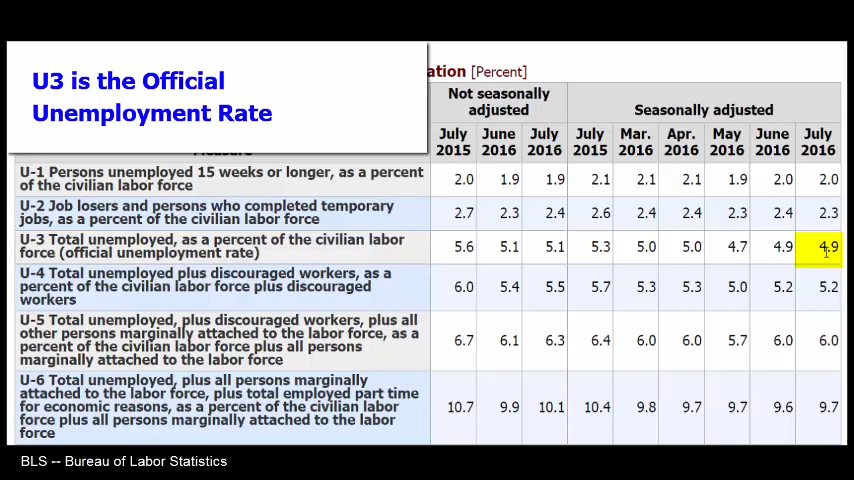 U3 is the Official
Unemployment Rate
ation [Percent]
Not seasonally
adjusted
Seasonally adjusted
July
2015
June
2016
July
2016
July
2015
Mar.
2016
Apr.
2016
May
2016
June
2016
July
2016
Measure
U-1 Persons unemployed 15 weeks or longer, as a percent
of the civilian labor force
2.0 1.9 1.9 2.1 2.1 2.1 1.9 2.0 2.0
U-2 Job losers and persons who completed temporary
jobs, as a percent of the civilian labor force
2.7 2.3 2.4 2.6 2.4 2.4 2.3 2.4 2.3
U-3 Total unemployed, as a percent of the civilian labor
force (official unemployment rate)
5.6 5.1 5.1 5.3 5.0 5.0 4.7 4.9 4.9
U-4 Total unemployed plus discouraged workers, as a
percent of the civilian labor force plus discouraged
workers
6.0 5.4 5.5 5.7 5.3 5.3 5.0 5.2 5.2
U-5 Total unemployed, plus discouraged workers, plus all
other persons marginally attached to the labor force, as a
percent of the civilian labor force plus all persons
marginally attached to the labor force
6.7 6.1 6.3 6.4 6.0 6.0 5.7 6.0 6.0
U-6 Total unemployed, plus all persons marginally
attached to the labor force, plus total employed part time
for economic reasons, as a percent of the civilian labor
force plus all persons marginally attached to the labor
force
10.7 9.9 10.1 10.4 9.8 9.7 9.7 9.6 9.7
BLS -- Bureau of Labor Statistics